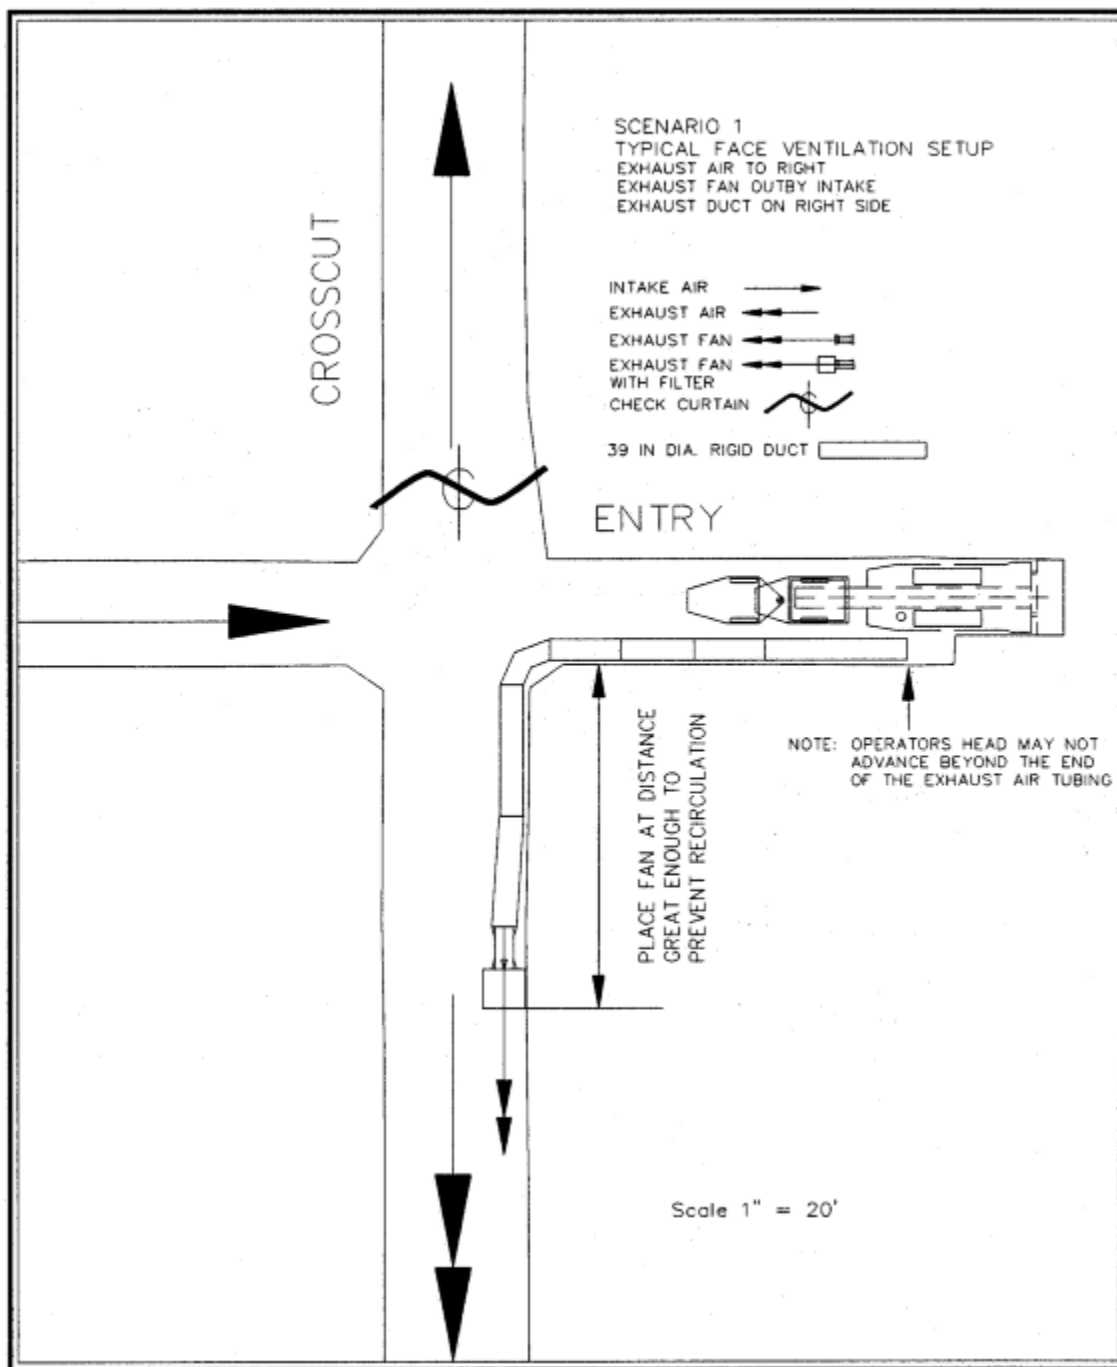 SCENARIO 1
TYPICAL FACE VENTILATION SETUP
EXHAUST AIR TO RIGHT
EXHAUST FAN OUTBY INTAKE
EXHAUST DUCT ON RIGHT SIDE
CROSSCUT
INTAKE AIR
EXHAUST AIR
EXHAUST FAN
EXHAUST FAN
WITH FILTER
CHECK CURTAIN
39 IN DIA. RIGID DUCT
ENTRY
PLACE FAN AT DISTANCE
GREAT ENOUGH TO
PREVENT RECIRCULATION
NOTE: OPERATORS HEAD MAY NOT
ADVANCE BEYOND THE END
OF THE EXHAUST AIR TUBING
Scale 1" = 20'